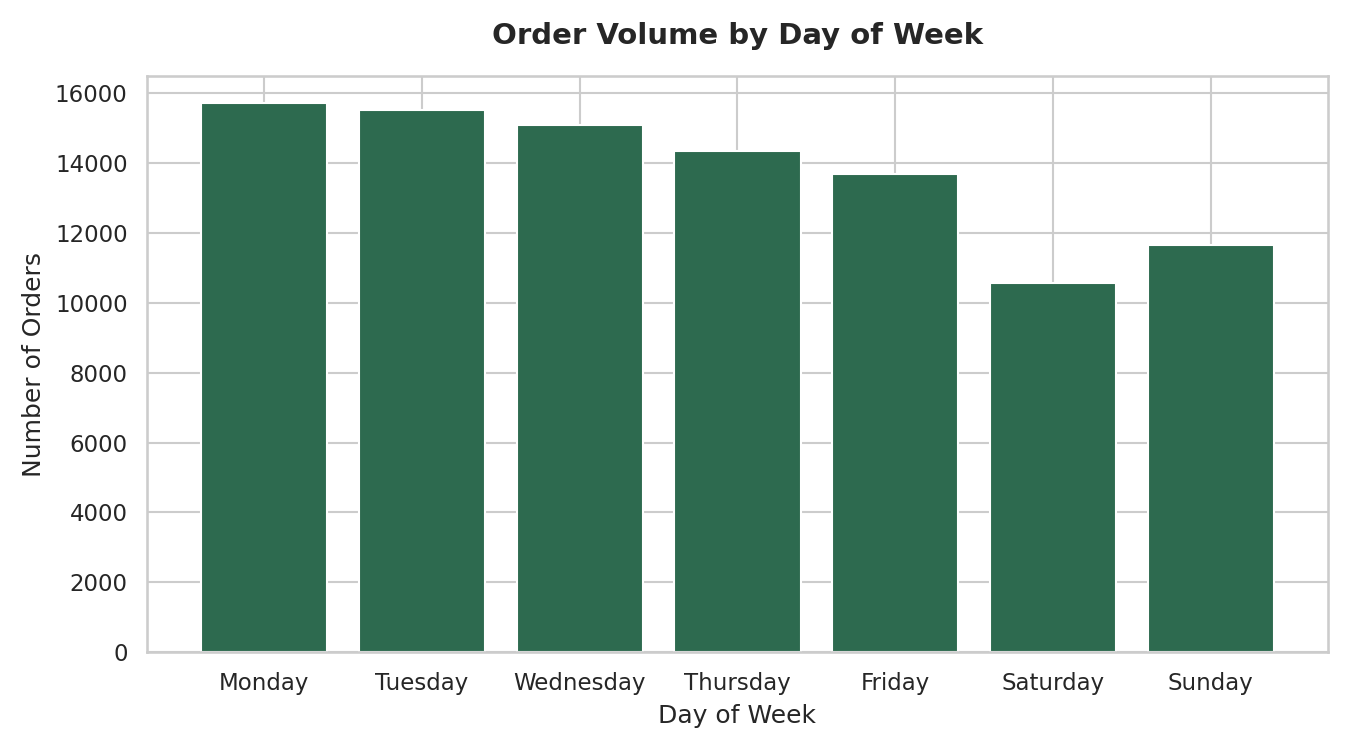 Order Volume by Day of Week
Number of Orders
16000
14000
12000
10000
8000
6000
4000
2000
0
Monday Tuesday Wednesday Thursday Friday Saturday Sunday
Day of Week